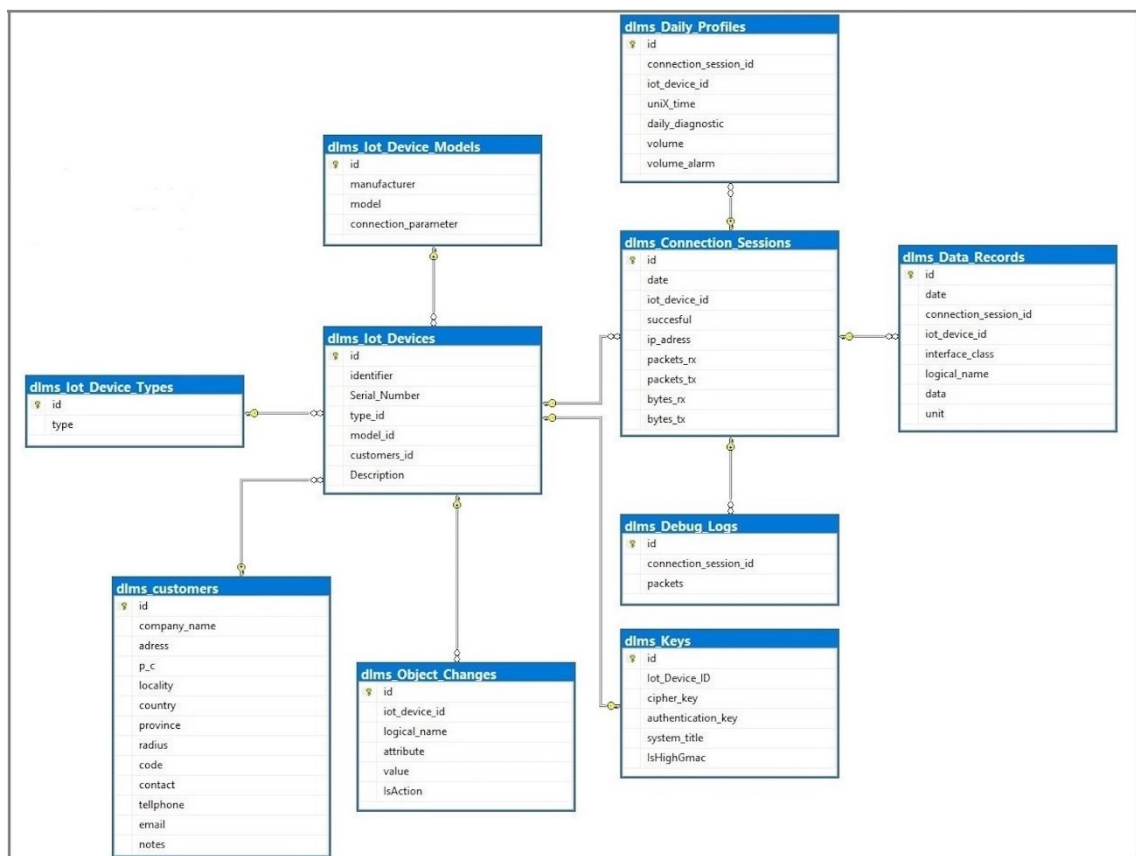 dlms_Daily_Profiles
id
connection_session_id
iot_device_id
uniX_time
daily_diagnostic
volume
volume_alarm
dlms_Iot_Device_Models
id
manufacturer
model
connection_parameter
dlms_Connection_Sessions
id
date
iot_device_id
succesful
ip_adress
packets_rx
packets_tx
bytes_rx
bytes_tx
dlms_Data_Records
id
date
connection_session_id
iot_device_id
interface_class
logical_name
data
unit
dlms_Iot_Devices
id
identifier
Serial_Number
type_id
model_id
customers_id
Description
dlms_Iot_Device_Types
id
type
dlms_Debug_Logs
id
connection_session_id
packets
dlms_customers
id
company_name
adress
p_c
locality
country
province
radius
code
contact
tellphone
email
notes
dlms_Object_Changes
id
iot_device_id
logical_name
attribute
value
IsAction
dlms_Keys
id
Iot_Device_ID
cipher_key
authentication_key
system_title
IsHighGmac